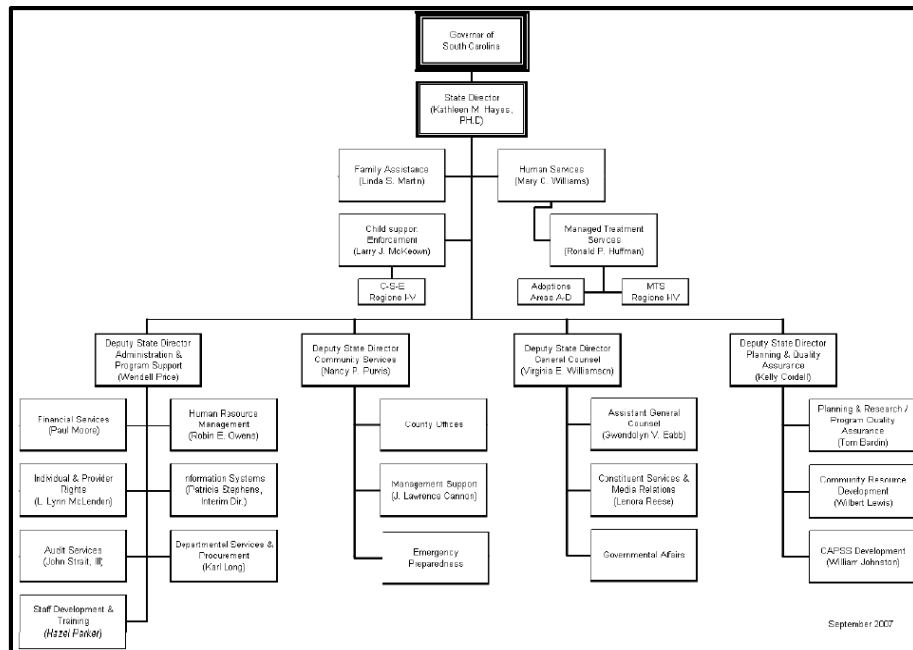 Governor of
South Carolina
State Director
(Kathleen M. Hayes,
PH.D)
Family Assistance
(Linda S. Martin)
Human Services
(Mary C. Williams)
Child support
Enforcement
(Larry J. McKeown)
Managed Treatment
Services
(Ronald P. Huffman)
C-S-E
Regions I-V
Adoptions
Areas A-D
MTS
Regions I-IV
Deputy State Director
Administration &
Program Support
(Wendell Price)
Deputy State Director
Community Services
(Nancy P. Purvis)
Deputy State Director
General Counsel
(Virginia E. Williamson)
Deputy State Director
Planning & Quality
Assurance
(Kelly Cordell)
Financial Services
(Paul Moore)
Human Resource
Management
(Robin E. Owens)
County Offices
Assistant General
Counsel
(Gwendolyn V.
Planning & Research /
Program Quality
Assurance
(Tom Bardin)
Individual & Provider
Rights
(L. Lynn McLendon)
Information Systems
(Patricia Stephens,
Interim Dir.)
Management Support
(J. Lawrence Cannon)
Constituent Services &
Media Relations
(Lenora Reese)
Community Resource
Development
(Wilbert Lewis)
Audit Services
(John Strait, III)
Departmental Services &
Procurement
(Karl Long)
Emergency
Preparedness
Governmental Affairs
CAPSS Development
(William Johnston)
Staff Development &
Training
(Hazel Parker)
September 2007